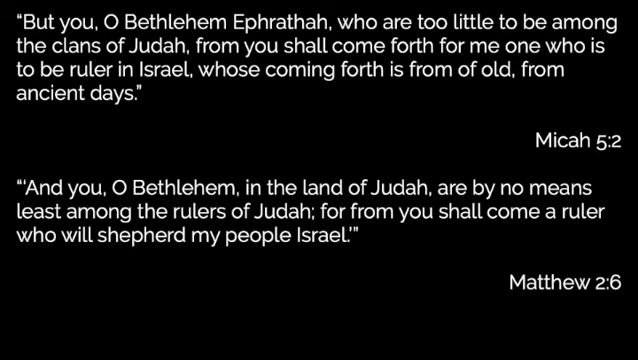 “But you, O Bethlehem Ephrathah, who are too little to be among
the clans of Judah, from you shall come forth for me one who is
to be ruler in Israel, whose coming forth is from of old, from
ancient days.”
Micah 5:2
“‘And you, O Bethlehem, in the land of Judah, are by no means
least among the rulers of Judah; for from you shall come a ruler
who will shepherd my people Israel.’”
Matthew 2:6